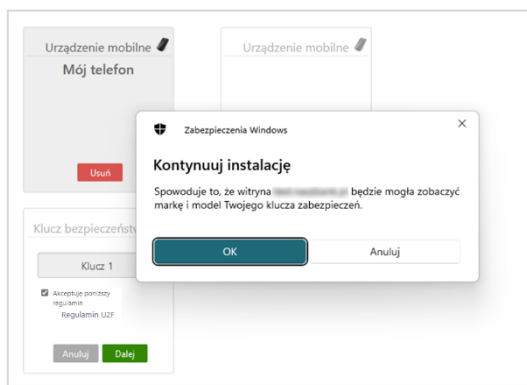 Urządzenie mobilne
Mój telefon
Usuń
Urządzenie mobilne
Zabezpieczenia Windows
Kontynuuj instalację
Spowoduje to, że witryna będzie mogła zobaczyć
markę i model Twojego klucza zabezpieczeń.
OK
Anuluj
Klucz bezpieczeństw
Klucz 1
Akceptuję poniższy
regulamin
Regulamin U2F
Anuluj
Dalej